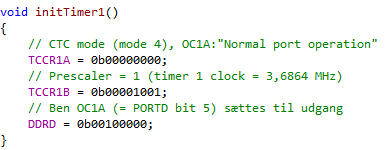 void initTimer1()
{
// CTC mode (mode 4), OC1A:"Normal port operation"
TCCR1A = 0b00000000;
// Prescaler = 1 (timer 1 clock = 3,6864 MHz)
TCCR1B = 0b00001001;
// Ben OC1A (= PORTD bit 5) sættes til udgang
DDRD = 0b00100000;
}